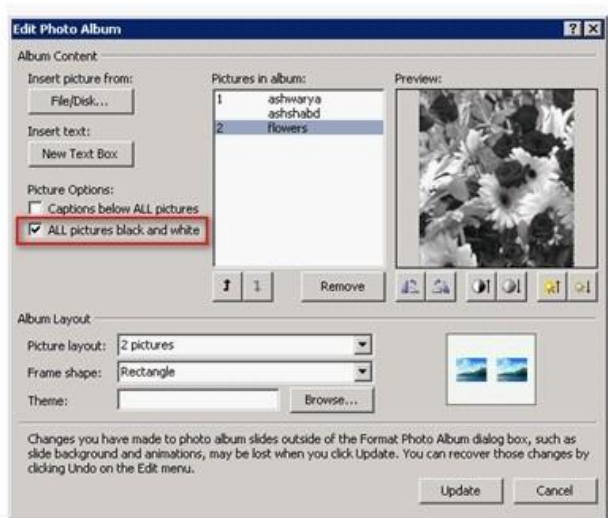 Edit Photo Album
Album Content
Insert picture from:
File/Disk...
Insert text:
New Text Box
Picture Options:
Captions below ALL pictures
ALL pictures black and white
Pictures in album:
1 ashwarya
ashshabd
2 flowers
Remove
Preview:
Album Layout
Picture layout: 2 pictures
Frame shape: Rectangle
Theme:
Browse...
Changes you have made to photo album slides outside of the Format Photo Album dialog box, such as
slide background and animations, may be lost when you click Update. You can recover those changes by
clicking Undo on the Edit menu.
Update
Cancel